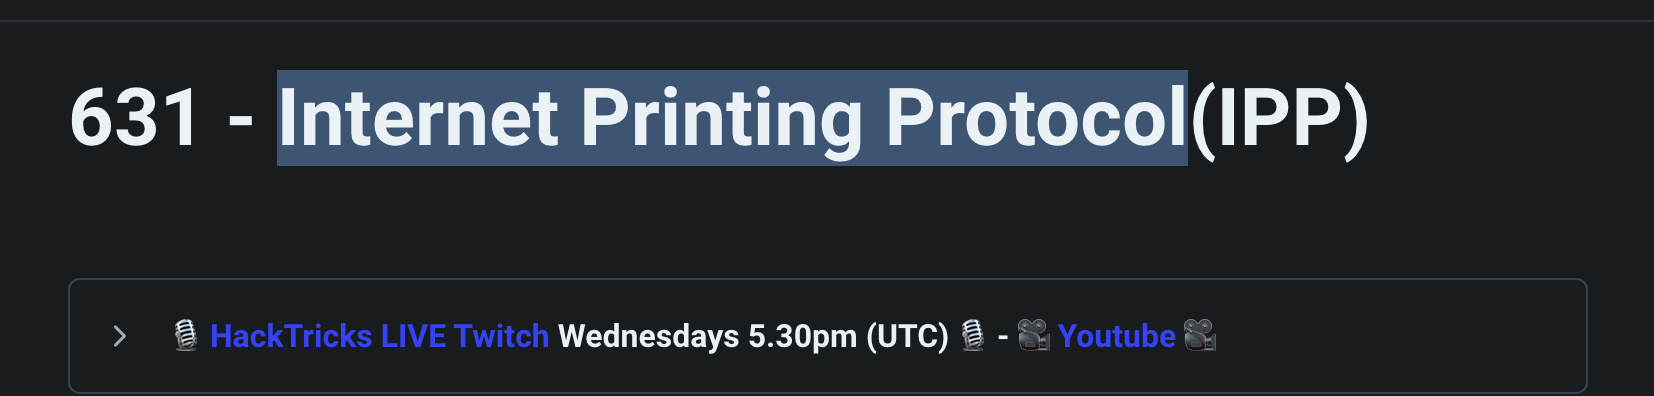 631 - Internet Printing Protocol(IPP)
🎙️ HackTricks LIVE Twitch Wednesdays 5.30pm (UTC) 🎙️ - 🎥 Youtube 🎥